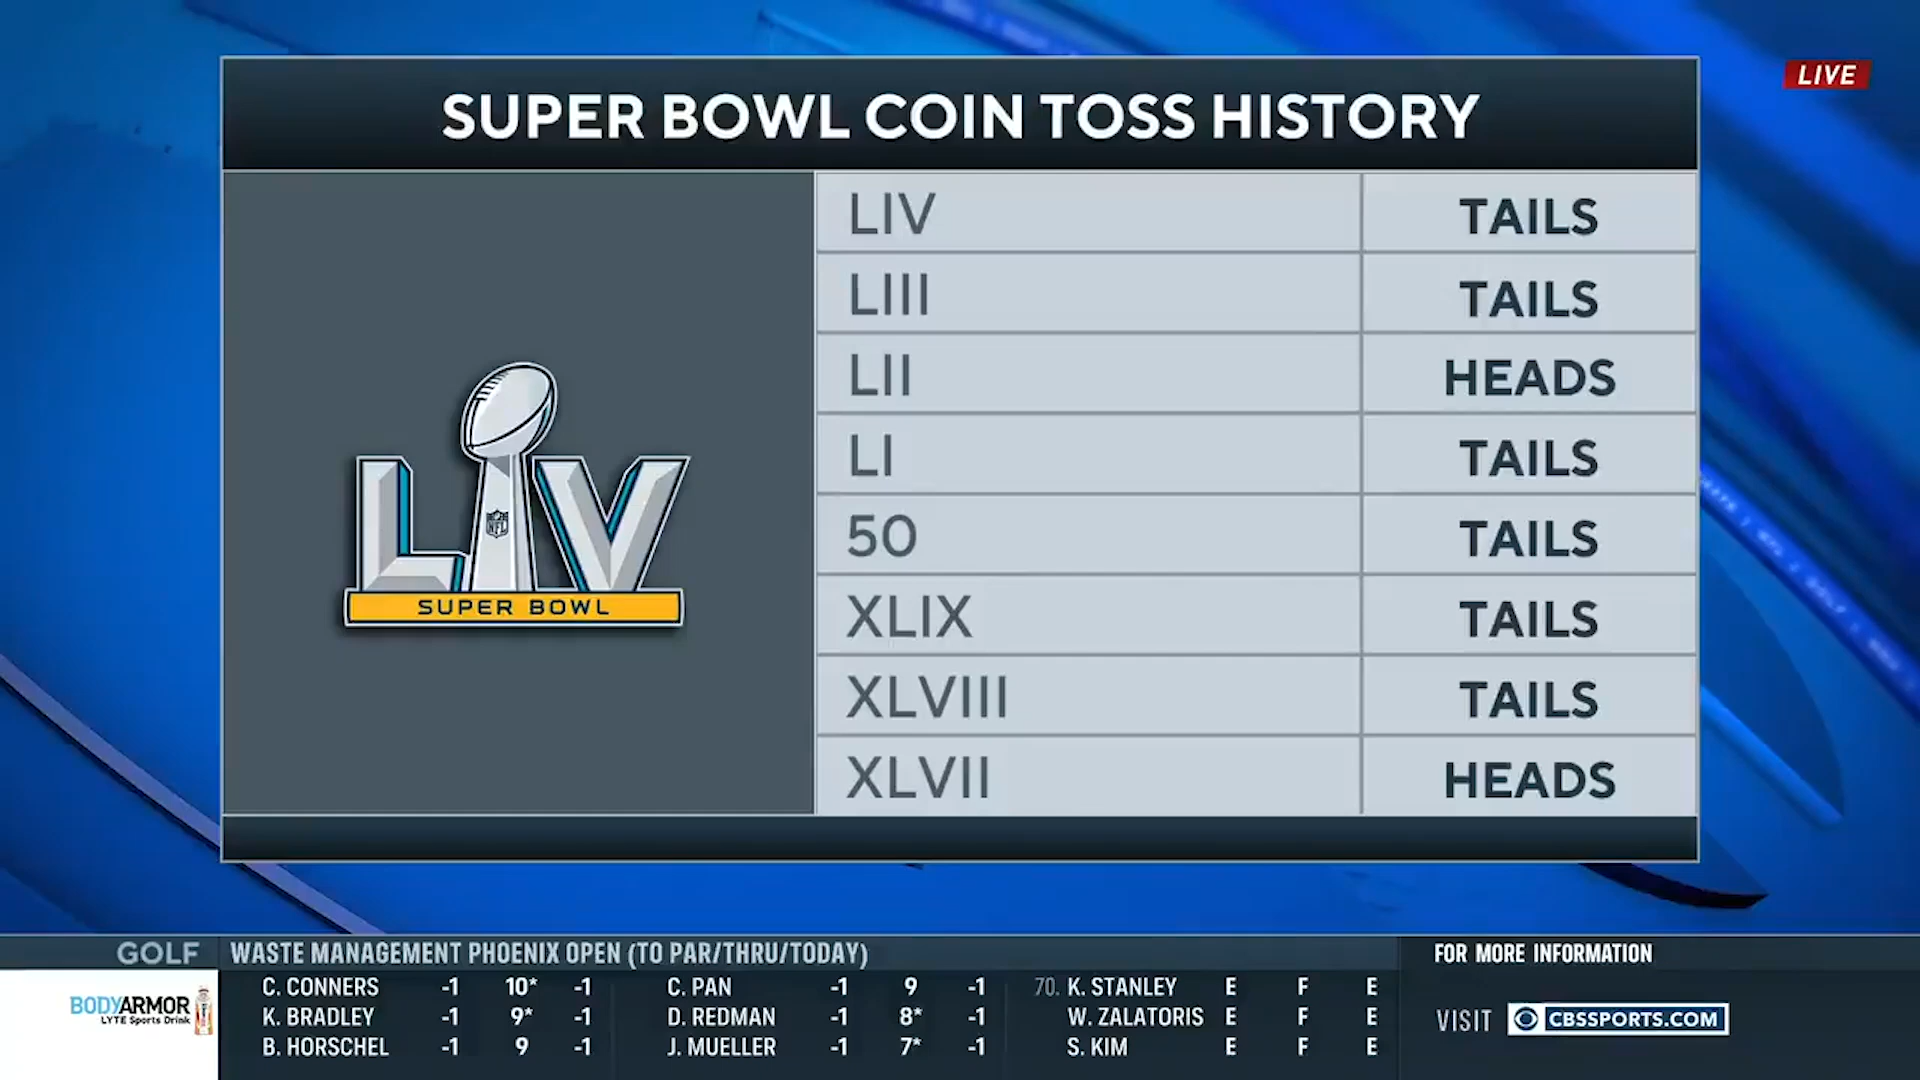 LIVE
SUPER BOWL COIN TOSS HISTORY
LIV TAILS
LIII TAILS
LII HEADS
LI TAILS
50 TAILS
XLIX TAILS
XLVIII TAILS
XLVII HEADS
LIV
NFL
SUPER BOWL
GOLF WASTE MANAGEMENT PHOENIX OPEN (TO PAR/THRU/TODAY)
C. CONNERS -1 10* -1 C. PAN -1 9 -1 70. K. STANLEY E F E
K. BRADLEY -1 9* -1 D. REDMAN -1 8* -1 W. ZALATORIS E F E
B. HORSCHEL -1 9 -1 J. MUELLER -1 7* -1 S. KIM E F E
BODYARMOR
LYTE Sports Drink
FOR MORE INFORMATION
VISIT CBSSPORTS.COM